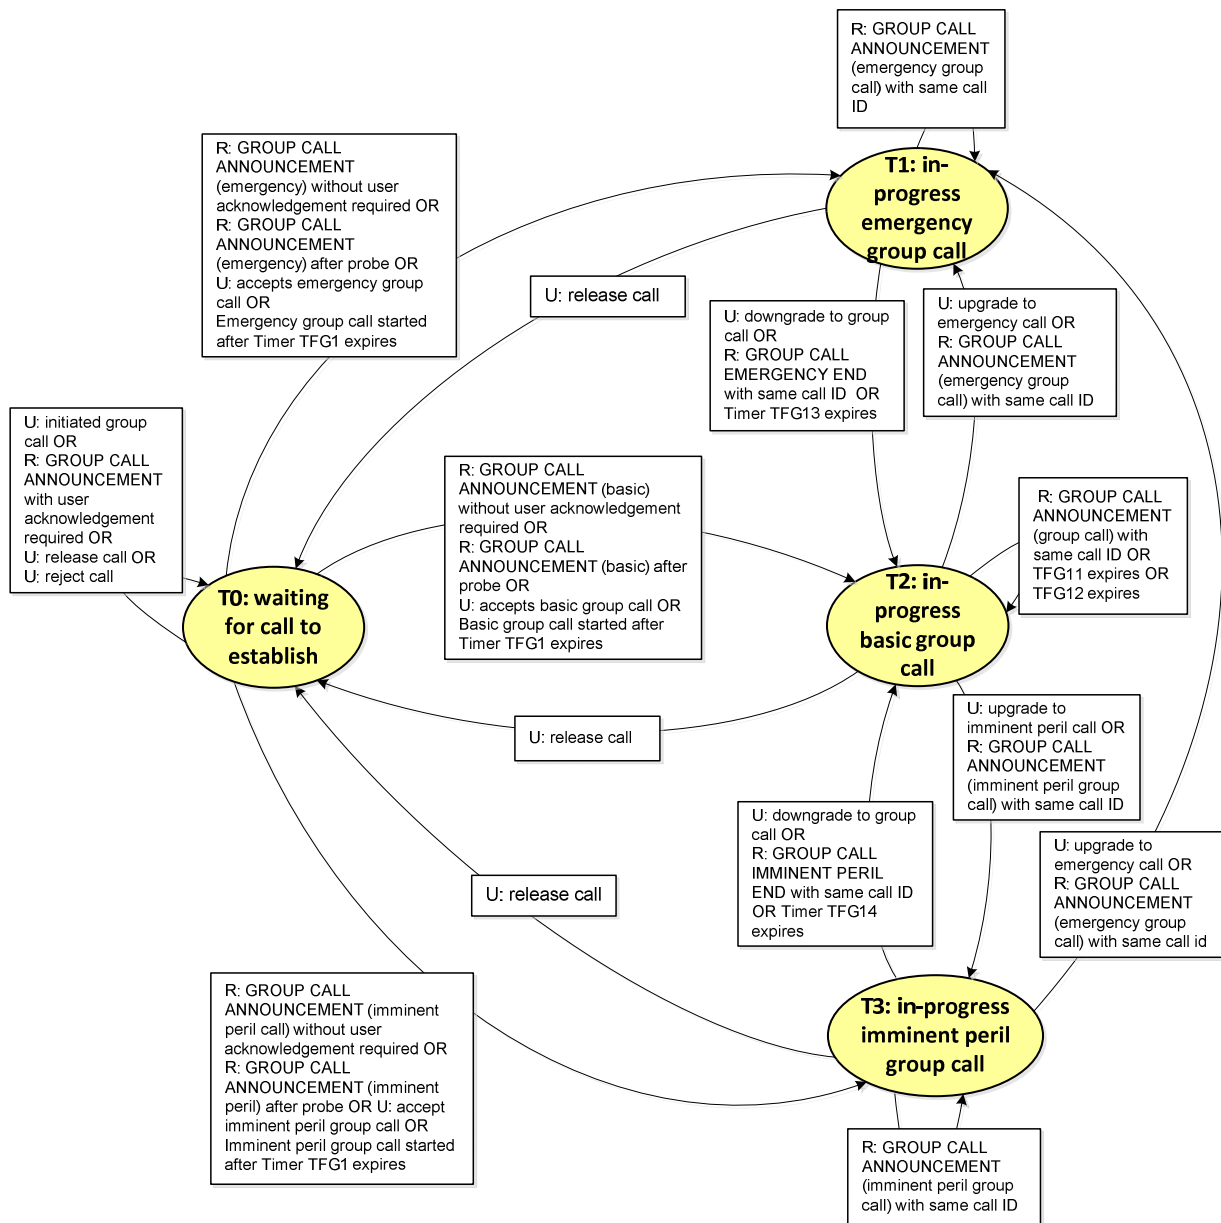 R: GROUP CALL
ANNOUNCEMENT
(emergency group
call) with same call
ID
R: GROUP CALL
ANNOUNCEMENT
(emergency) without user
acknowledgement required OR
R: GROUP CALL
ANNOUNCEMENT
(emergency) after probe OR
U: accepts emergency group
call OR
Emergency group call started
after Timer TFG1 expires
T1: in-
progress
emergency
group call
U: release call
U: downgrade to group
call OR
R: GROUP CALL
EMERGENCY END
with same call ID  OR
Timer TFG13 expires
U: upgrade to
emergency call OR
R: GROUP CALL
ANNOUNCEMENT
(emergency group
call) with same call ID
U: initiated group
call OR
R: GROUP CALL
ANNOUNCEMENT
with user
acknowledgement
required OR
U: release call OR
U: reject call
R: GROUP CALL
ANNOUNCEMENT (basic)
without user acknowledgement
required OR
R: GROUP CALL
ANNOUNCEMENT (basic) after
probe OR
U: accepts basic group call OR
Basic group call started after
Timer TFG1 expires
R: GROUP CALL
ANNOUNCEMENT
(group call) with
same call ID OR
TFG11 expires OR
TFG12 expires
T0: waiting
for call to
establish
T2: in-
progress
basic group
call
U: release call
U: upgrade to
imminent peril call OR
R: GROUP CALL
ANNOUNCEMENT
(imminent peril group
call) with same call ID
U: downgrade to group
call OR
R: GROUP CALL
IMMINENT PERIL
END with same call ID
OR Timer TFG14
expires
U: upgrade to
emergency call OR
R: GROUP CALL
ANNOUNCEMENT
(emergency group
call) with same call id
U: release call
R: GROUP CALL
ANNOUNCEMENT (imminent
peril call) without user
acknowledgement required OR
R: GROUP CALL
ANNOUNCEMENT (imminent
peril) after probe OR U: accept
imminent peril group call OR
Imminent peril group call started
after Timer TFG1 expires
T3: in-progress
imminent peril
group call
R: GROUP CALL
ANNOUNCEMENT
(imminent peril group
call) with same call ID